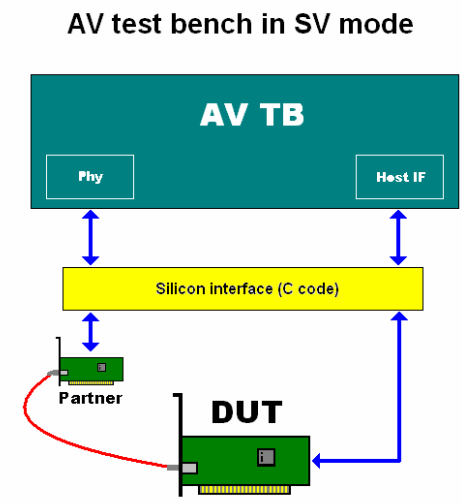 AV test bench in SV mode
AV TB
Phy
Host IF
Silicon interface (C code)
Partner
DUT